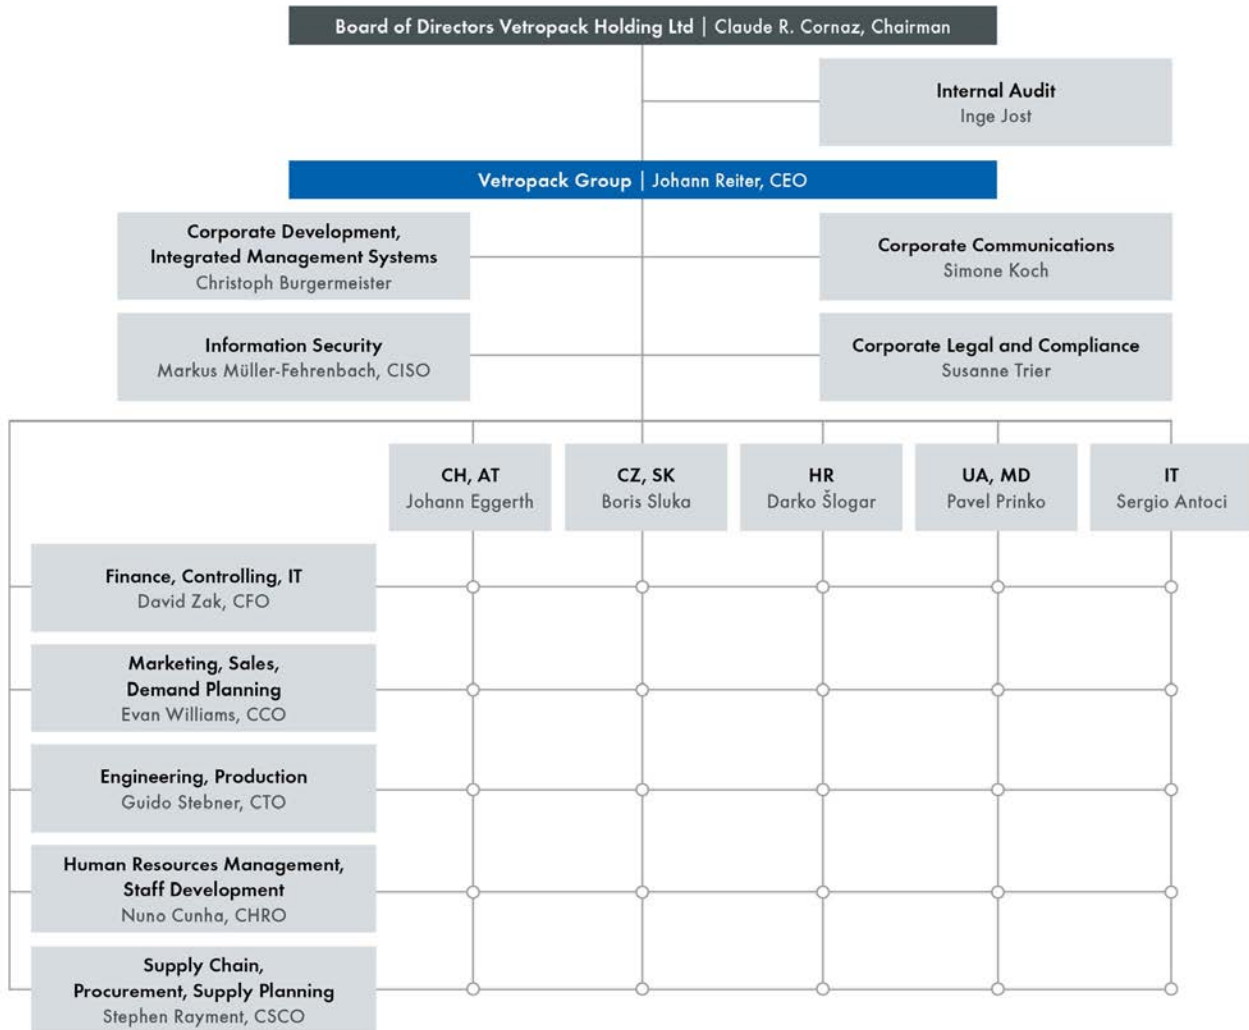 Board of Directors Vetropack Holding Ltd | Claude R. Cornaz, Chairman
Internal Audit
Inge Jost
Vetropack Group | Johann Reiter, CEO
Corporate Development,
Integrated Management Systems
Christoph Burgermeister
Corporate Communications
Simone Koch
Information Security
Markus Müller-Fehrenbach, CISO
Corporate Legal and Compliance
Susanne Trier
CH, AT
Johann Eggerth
CZ, SK
Boris Sluka
HR
Darko Šlogar
UA, MD
Pavel Prinko
IT
Sergio Antoci
Finance, Controlling, IT
David Zak, CFO
Marketing, Sales,
Demand Planning
Evan Williams, CCO
Engineering, Production
Guido Stebner, CTO
Human Resources Management,
Staff Development
Nuno Cunha, CHRO
Supply Chain,
Procurement, Supply Planning
Stephen Rayment, CSCO